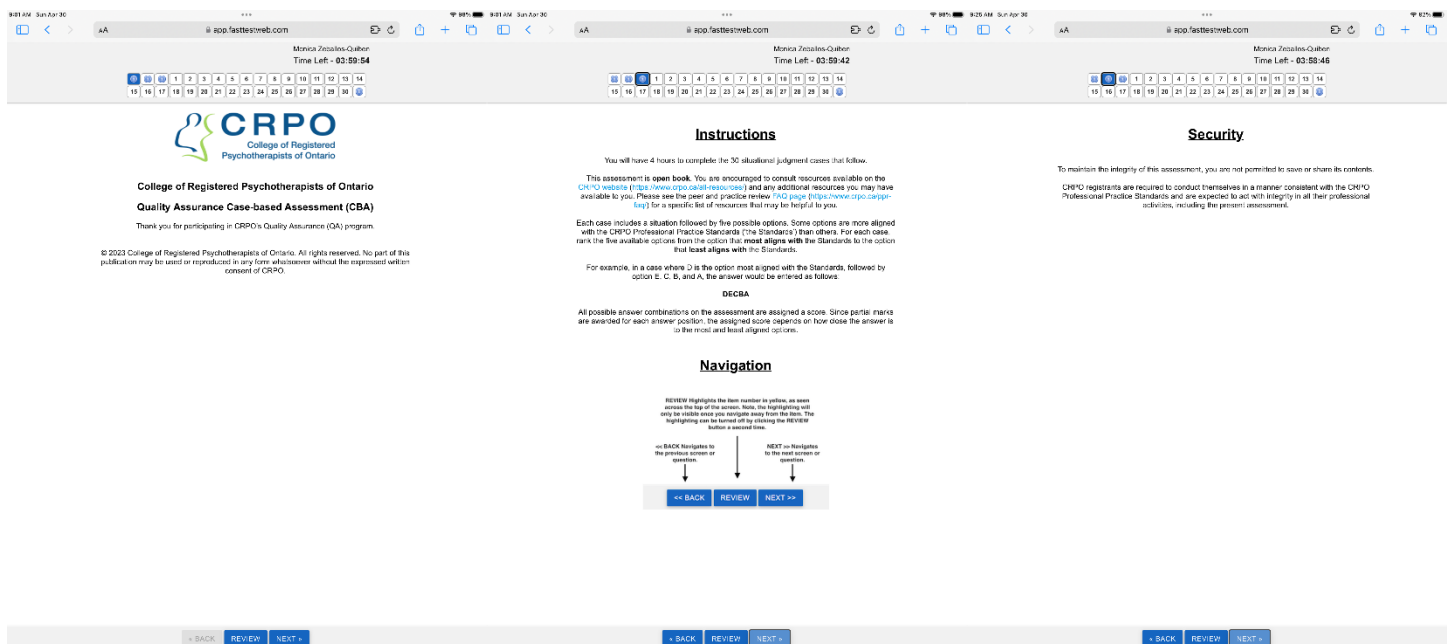 9:01 AM Sun Apr 30
98%
AA
app.fasttestweb.com
Monica Zeballos-Quiben
Time Left - 03:59:54
1 2 3 4 5 6 7 8 9 10 11 12 13 14
15 16 17 18 19 20 21 22 23 24 25 26 27 28 29 30
CRPO
College of Registered
Psychotherapists of Ontario
College of Registered Psychotherapists of Ontario
Quality Assurance Case-based Assessment (CBA)
Thank you for participating in CRPO's Quality Assurance (QA) program.
© 2023 College of Registered Psychotherapists of Ontario. All rights reserved. No part of this
publication may be used or reproduced in any form whatsoever without the expressed written
consent of CRPO.
« BACK REVIEW NEXT »
9:01 AM Sun Apr 30
98%
AA
app.fasttestweb.com
Monica Zeballos-Quiben
Time Left - 03:59:42
1 2 3 4 5 6 7 8 9 10 11 12 13 14
15 16 17 18 19 20 21 22 23 24 25 26 27 28 29 30
Instructions
You will have 4 hours to complete the 30 situational judgment cases that follow.
This assessment is open book. You are encouraged to consult resources available on the
CRPO website (https://www.crpo.ca/all-resources/) and any additional resources you may have
available to you. Please see the peer and practice review FAQ page (https://www.crpo.ca/ppr-
faq/) for a specific list of resources that may be helpful to you.
Each case includes a situation followed by five possible options. Some options are more aligned
with the CRPO Professional Practice Standards ('the Standards') than others. For each case,
rank the five available options from the option that most aligns with the Standards to the option
that least aligns with the Standards.
For example, in a case where D is the option most aligned with the Standards, followed by
option E, C, B, and A, the answer would be entered as follows:
DECBA
All possible answer combinations on the assessment are assigned a score. Since partial marks
are awarded for each answer position, the assigned score depends on how close the answer is
to the most and least aligned options.
Navigation
REVIEW Highlights the item number in yellow, as seen
across the top of the screen. Note, the highlighting will
only be visible once you navigate away from the item. The
highlighting can be turned off by clicking the REVIEW
button a second time.
<< BACK Navigates to
the previous screen or
question.
NEXT >> Navigates
to the next screen or
question.
<< BACK REVIEW NEXT >>
« BACK REVIEW NEXT »
9:25 AM Sun Apr 30
92%
AA
app.fasttestweb.com
Monica Zeballos-Quiben
Time Left - 03:58:46
1 2 3 4 5 6 7 8 9 10 11 12 13 14
15 16 17 18 19 20 21 22 23 24 25 26 27 28 29 30
Security
To maintain the integrity of this assessment, you are not permitted to save or share its contents.
CRPO registrants are required to conduct themselves in a manner consistent with the CRPO
Professional Practice Standards and are expected to act with integrity in all their professional
activities, including the present assessment.
« BACK REVIEW NEXT »